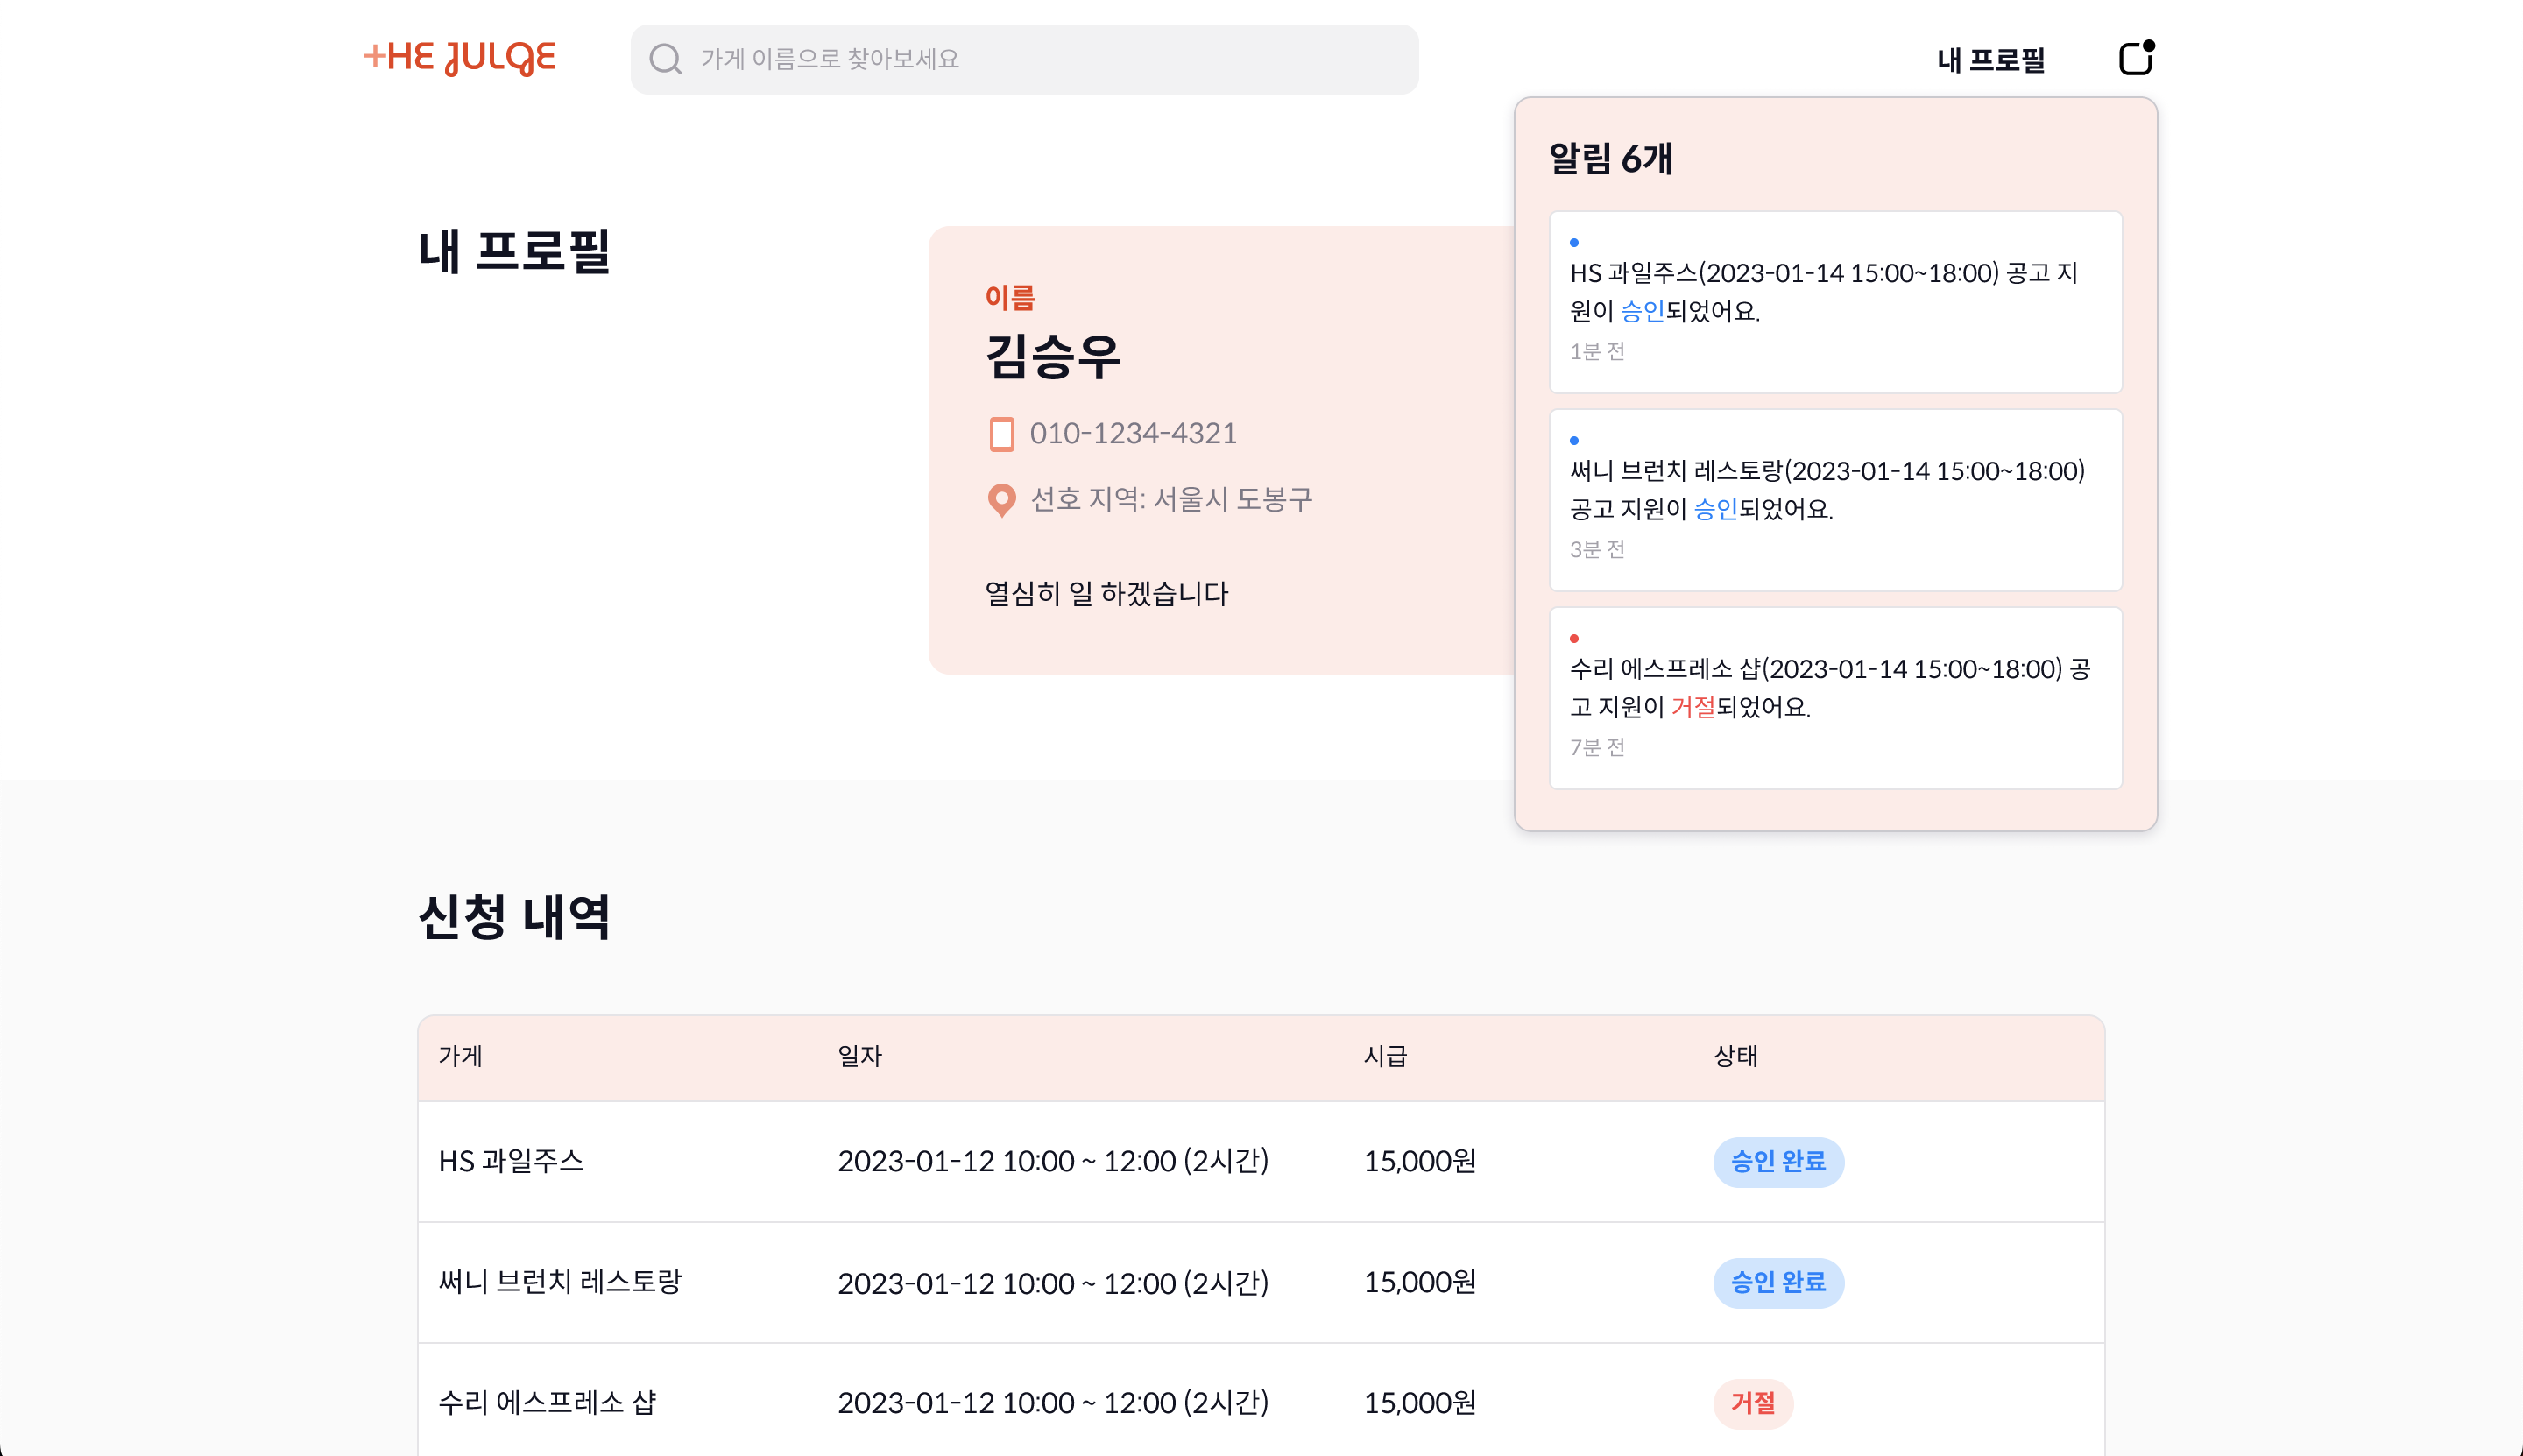 +HE JULGE
가게 이름으로 찾아보세요
내 프로필
알림 6개
HS 과일주스(2023-01-14 15:00~18:00) 공고 지
원이 승인되었어요.
1분 전
써니 브런치 레스토랑(2023-01-14 15:00~18:00)
공고 지원이 승인되었어요.
3분 전
수리 에스프레소 샵(2023-01-14 15:00~18:00) 공
고 지원이 거절되었어요.
7분 전
내 프로필
이름
김승우
010-1234-4321
선호 지역: 서울시 도봉구
열심히 일 하겠습니다
신청 내역
가게 일자 시급 상태
HS 과일주스 2023-01-12 10:00 ~ 12:00 (2시간) 15,000원 승인 완료
써니 브런치 레스토랑 2023-01-12 10:00 ~ 12:00 (2시간) 15,000원 승인 완료
수리 에스프레소 샵 2023-01-12 10:00 ~ 12:00 (2시간) 15,000원 거절